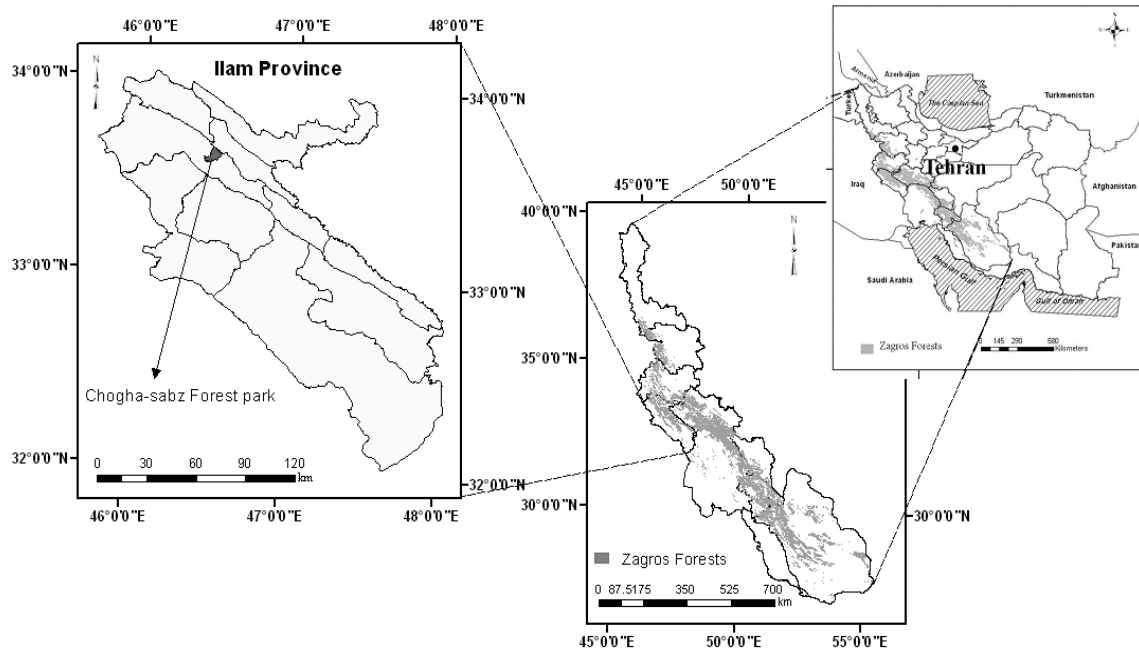 46°0'0"E 47°0'0"E 48°0'0"E
34°0'0"N
33°0'0"N
32°0'0"N
N
Ilam Province
34°0'0"N
33°0'0"N
32°0'0"N
Chogha-sabz Forest park
0 30 60 90 120
km
46°0'0"E 47°0'0"E 48°0'0"E
45°0'0"E 50°0'0"E
40°0'0"N
35°0'0"N
30°0'0"N
N
30°0'0"N
Zagros Forests
0 87.5175 350 525 700
km
45°0'0"E 50°0'0"E 55°0'0"E
Armenia
Azerbaijan
Turkey
The Caspian Sea
Turkmenistan
Tehran
Iraq
Afghanistan
Pakistan
Saudi Arabia
Persian Gulf
Gulf of Oman
Zagros Forests
0 145 290 580
Kilometers